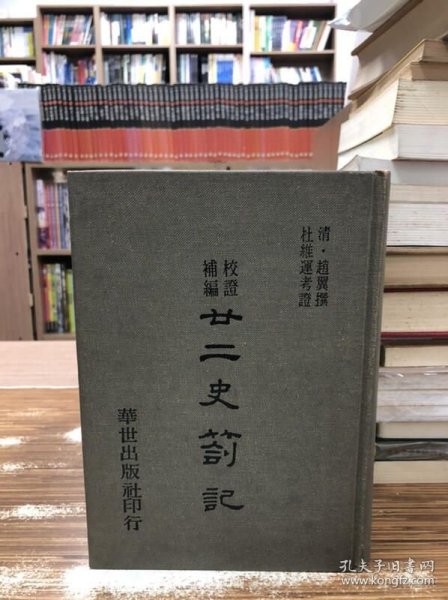 清·趙翼撰
杜維運考證
校證
補編
廿二史劄記
華世出版社印行
孔夫子旧书网
www.kongfz.com